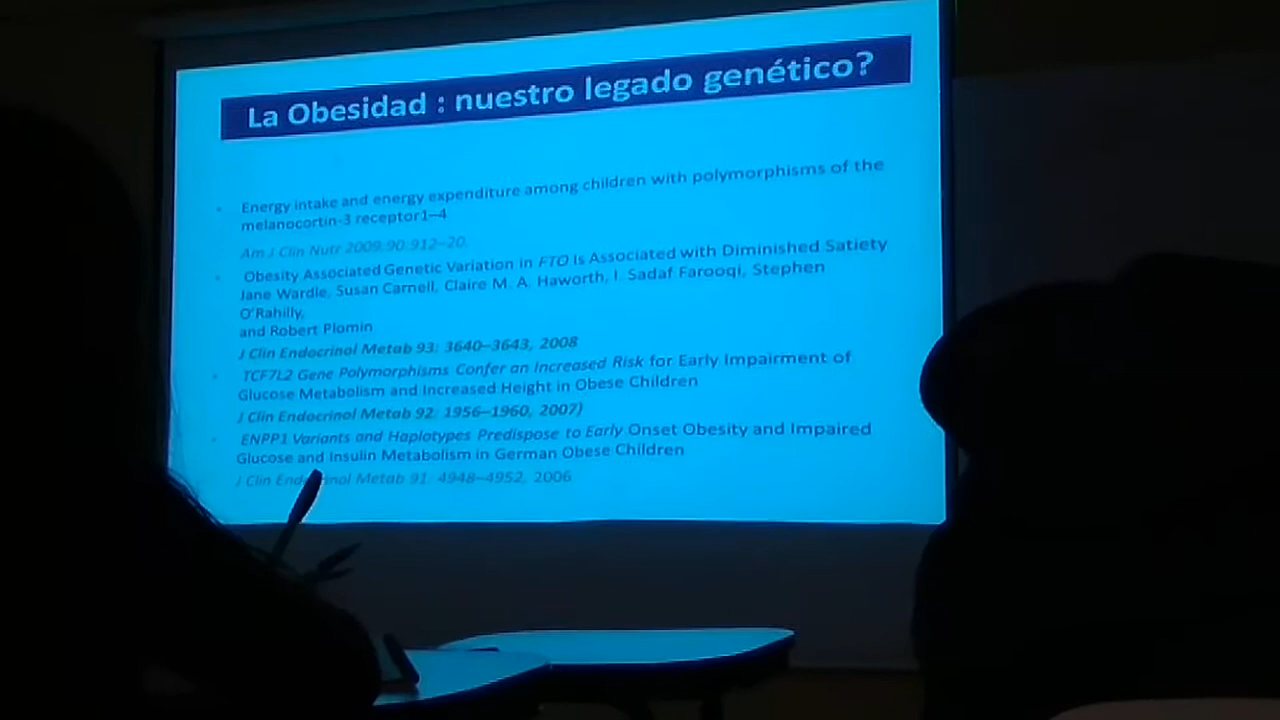 La Obesidad : nuestro legado genético?
Energy intake and energy expenditure among children with polymorphisms of the
melanocortin-3 receptor1–4
Am J Clin Nutr 2009;90:912–20.
Obesity Associated Genetic Variation in FTO Is Associated with Diminished Satiety
Jane Wardle, Susan Carnell, Claire M. A. Haworth, I. Sadaf Farooqi, Stephen
O'Rahilly,
and Robert Plomin
J Clin Endocrinol Metab 93: 3640–3643, 2008
TCF7L2 Gene Polymorphisms Confer an Increased Risk for Early Impairment of
Glucose Metabolism and Increased Height in Obese Children
J Clin Endocrinol Metab 92: 1956–1960, 2007)
ENPP1 Variants and Haplotypes Predispose to Early Onset Obesity and Impaired
Glucose and Insulin Metabolism in German Obese Children
J Clin Endocrinol Metab 91: 4948–4952, 2006